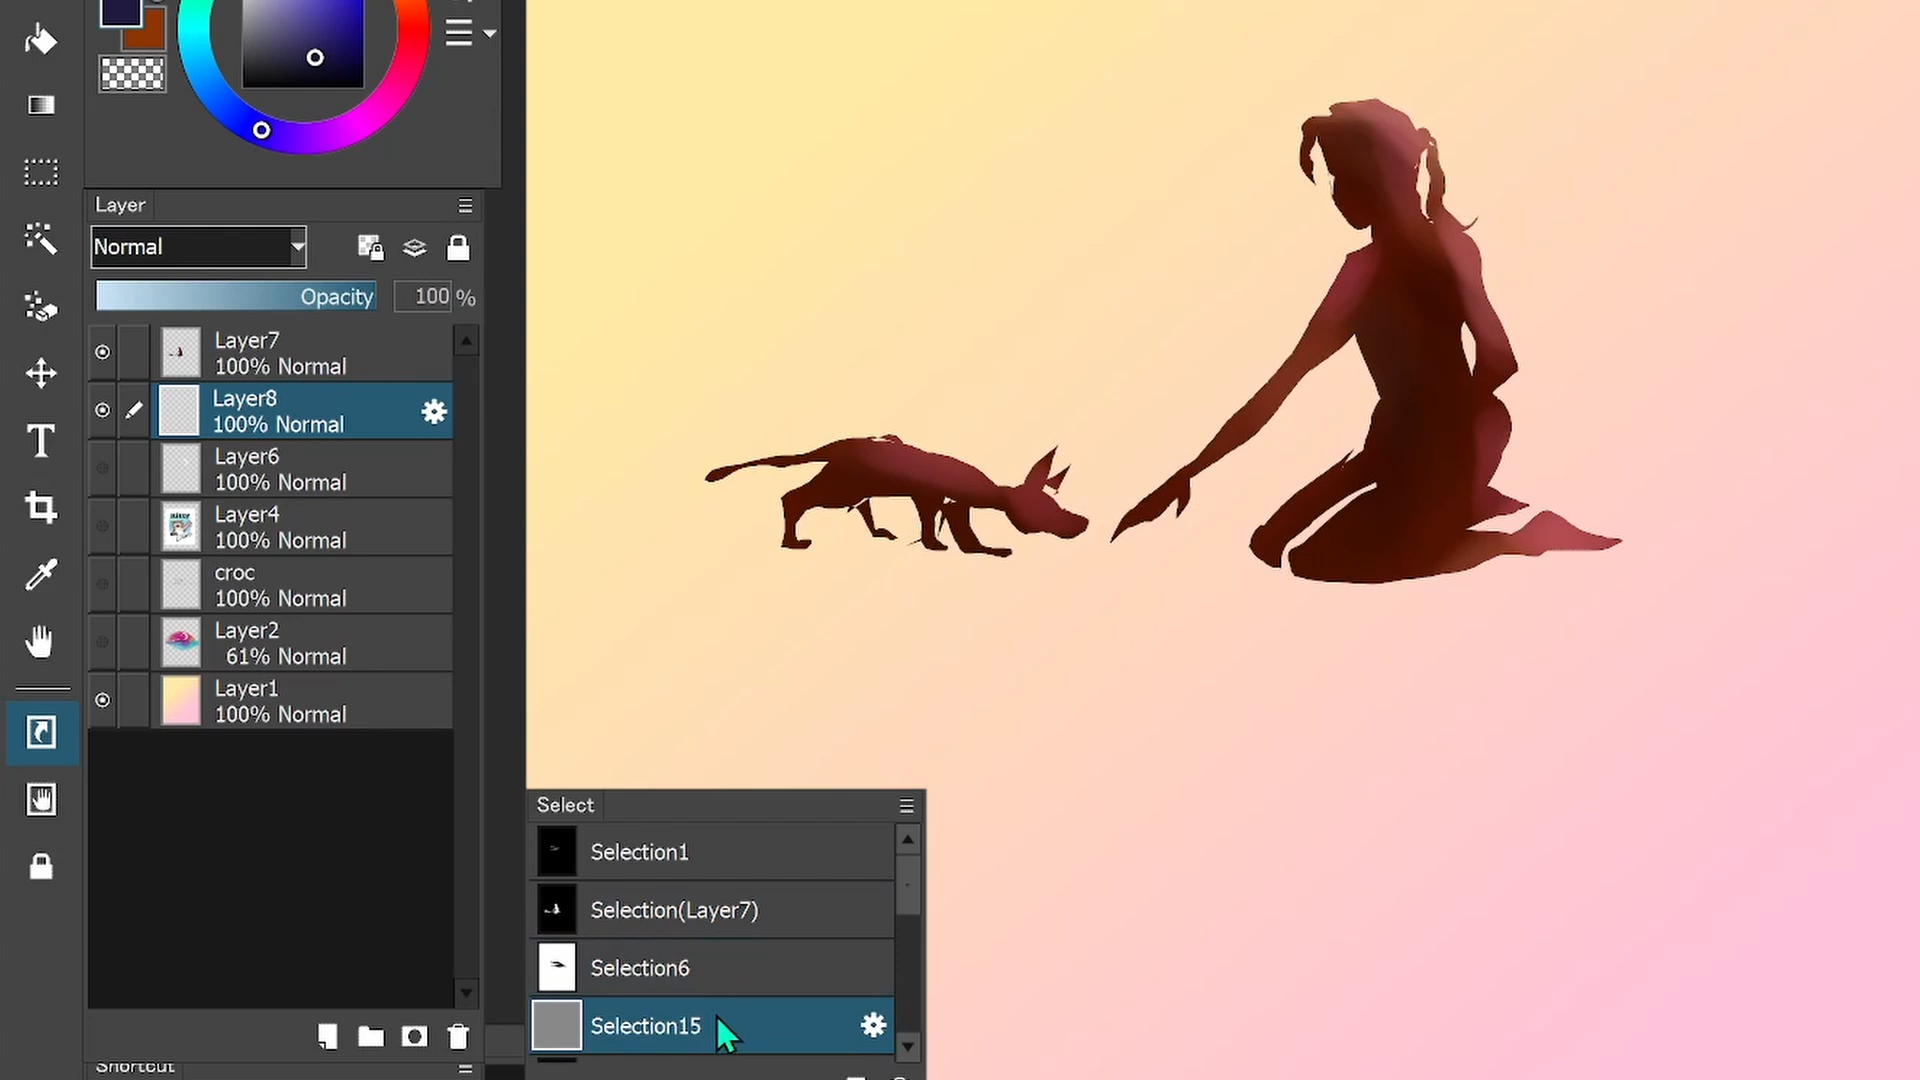 Layer
Normal
Opacity 100 %
Layer7
100% Normal
Layer8
100% Normal
Layer6
100% Normal
Layer4
100% Normal
croc
100% Normal
Layer2
61% Normal
Layer1
100% Normal
Shortcut
Select
Selection1
Selection(Layer7)
Selection6
Selection15